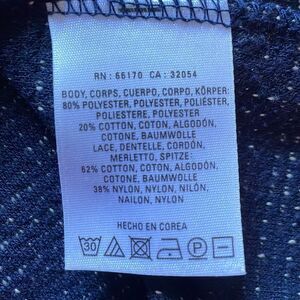 RN: 66170 CA: 32054
BODY, CORPS, CUERPO, CORPO, KÖRPER:
80% POLYESTER, POLYESTER, POLIÉSTER,
POLIESTERE, POLYESTER
20% COTTON, COTON, ALGODÓN,
COTONE, BAUMWOLLE
LACE, DENTELLE, CORDÓN,
MERLETTO, SPITZE:
62% COTTON, COTON, ALGODÓN,
COTONE, BAUMWOLLE
38% NYLON, NYLON, NILÓN,
NAILON, NYLON
HECHO EN COREA
30 P